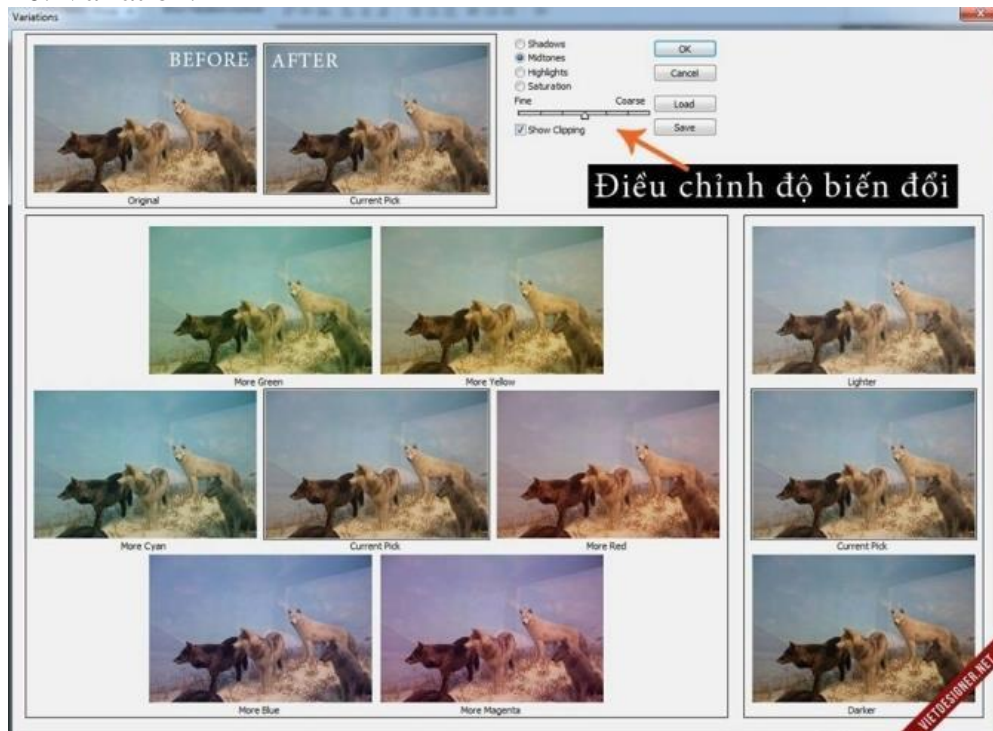 Variations
BEFORE
AFTER
Original
Current Pick
Shadows
Midtones
Highlights
Saturation
Fine
Coarse
Show Clipping
OK
Cancel
Load
Save
Điều chỉnh độ biến đổi
More Green
More Yellow
More Cyan
Current Pick
More Red
More Blue
More Magenta
Lighter
Current Pick
Darker
VIETDESIGNER.NET